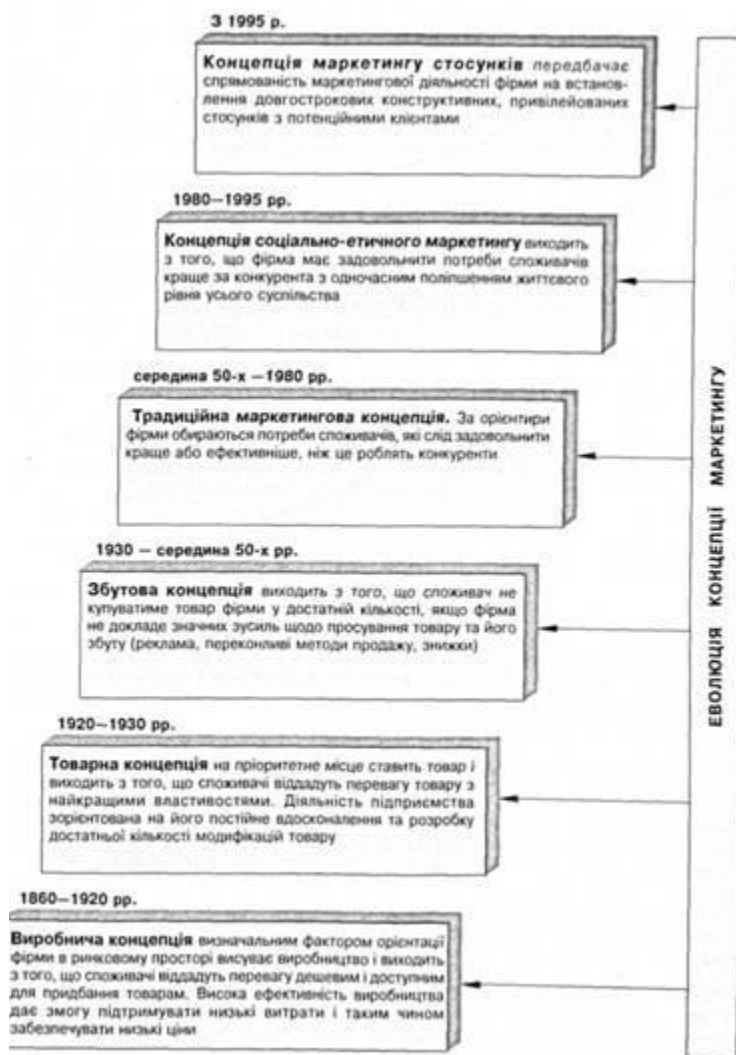 З 1995 р.
Концепція маркетингу стосунків передбачає
спрямованість маркетингової діяльності фірми на встанов-
лення довгострокових конструктивних, привілейованих
стосунків з потенційними клієнтами
1980—1995 рр.
Концепція соціально-етичного маркетингу виходить
з того, що фірма має задовольнити потреби споживачів
краще за конкурента з одночасним поліпшенням життєвого
рівня усього суспільства
середина 50-х —1980 рр.
Традиційна маркетингова концепція. За орієнтири
фірми обираються потреби споживачів, які слід задовольнити
краще або ефективніше, ніж це роблять конкуренти
1930 — середина 50-х рр.
Збутова концепція виходить з того, що споживач не
купуватиме товар фірми у достатній кількості, якщо фірма
не докладе значних зусиль щодо просування товару та його
збуту (реклама, переконливі методи продажу, знижки)
1920—1930 рр.
Товарна концепція на пріоритетне місце ставить товар і
виходить з того, що споживачі віддадуть перевагу товару з
найкращими властивостями. Діяльність підприємства
зорієнтована на його постійне вдосконалення та розробку
достатньої кількості модифікацій товару
1860—1920 рр.
Виробнича концепція визначальним фактором орієнтації
фірми в ринковому просторі висуває виробництво і виходить
з того, що споживачі віддадуть перевагу дешевим і доступним
для придбання товарам. Висока ефективність виробництва
дає змогу підтримувати низькі витрати і таким чином
забезпечувати низькі ціни
ЕВОЛЮЦІЯ КОНЦЕПЦІЇ МАРКЕТИНГУ